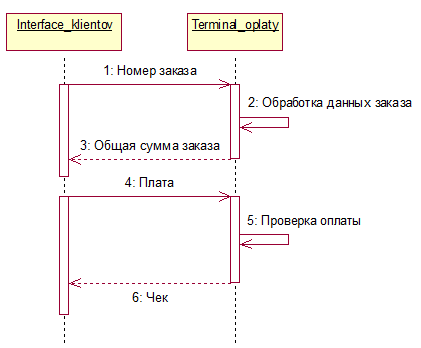 Interface_klientov
Terminal_oplaty
1: Номер заказа
2: Обработка данных заказа
3: Общая сумма заказа
4: Плата
5: Проверка оплаты
6: Чек